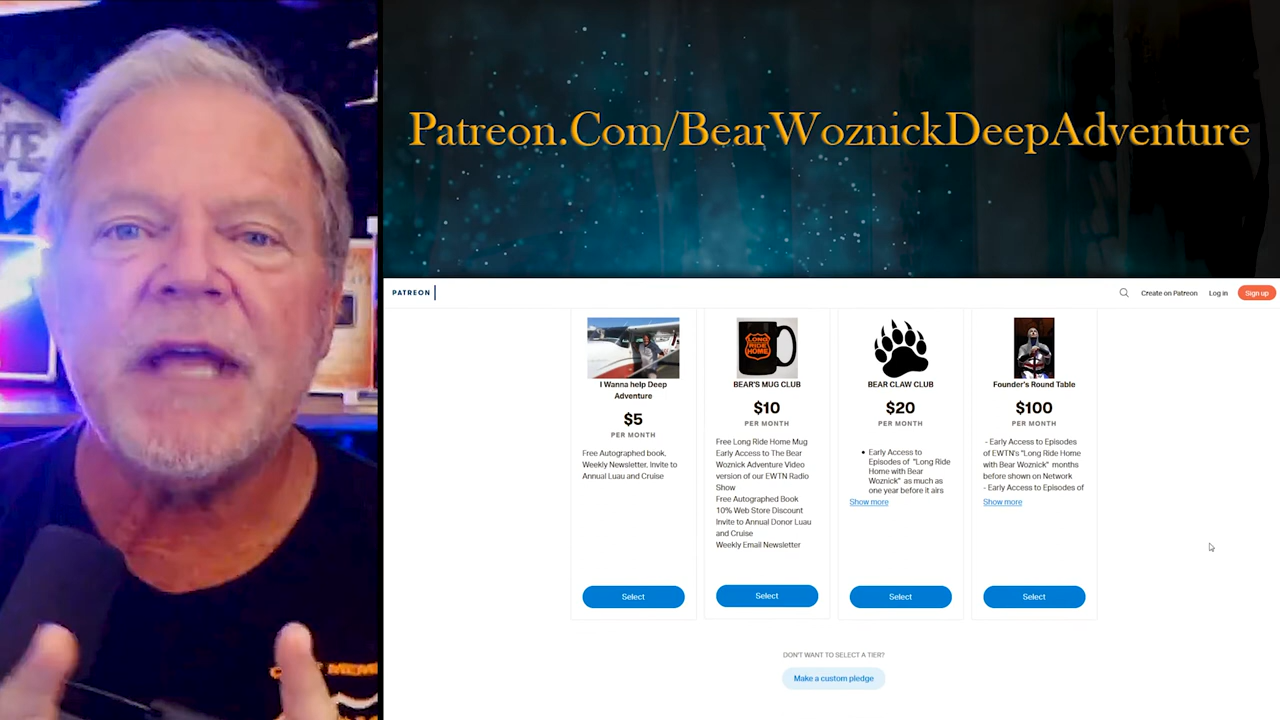 Patreon.Com/BearWoznickDeepAdventure
PATREON
Create on Patreon
Log in
Sign up
I Wanna help Deep
Adventure
$5
PER MONTH
Free Autographed book.
Weekly Newsletter, Invite to
Annual Luau and Cruise
Select
LONG
RIDE
HOME
BEAR'S MUG CLUB
$10
PER MONTH
Free Long Ride Home Mug
Early Access to The Bear
Woznick Adventure Video
version of our EWTN Radio
Show
Free Autographed Book
10% Web Store Discount
Invite to Annual Donor Luau
and Cruise
Weekly Email Newsletter
Select
BEAR CLAW CLUB
$20
PER MONTH
• Early Access to
Episodes of "Long Ride
Home with Bear
Woznick" as much as
one year before it airs
Show more
Select
Founder's Round Table
$100
PER MONTH
- Early Access to Episodes
of EWTN's "Long Ride Home
with Bear Woznick" months
before shown on Network
- Early Access to Episodes of
Show more
Select
DON'T WANT TO SELECT A TIER?
Make a custom pledge